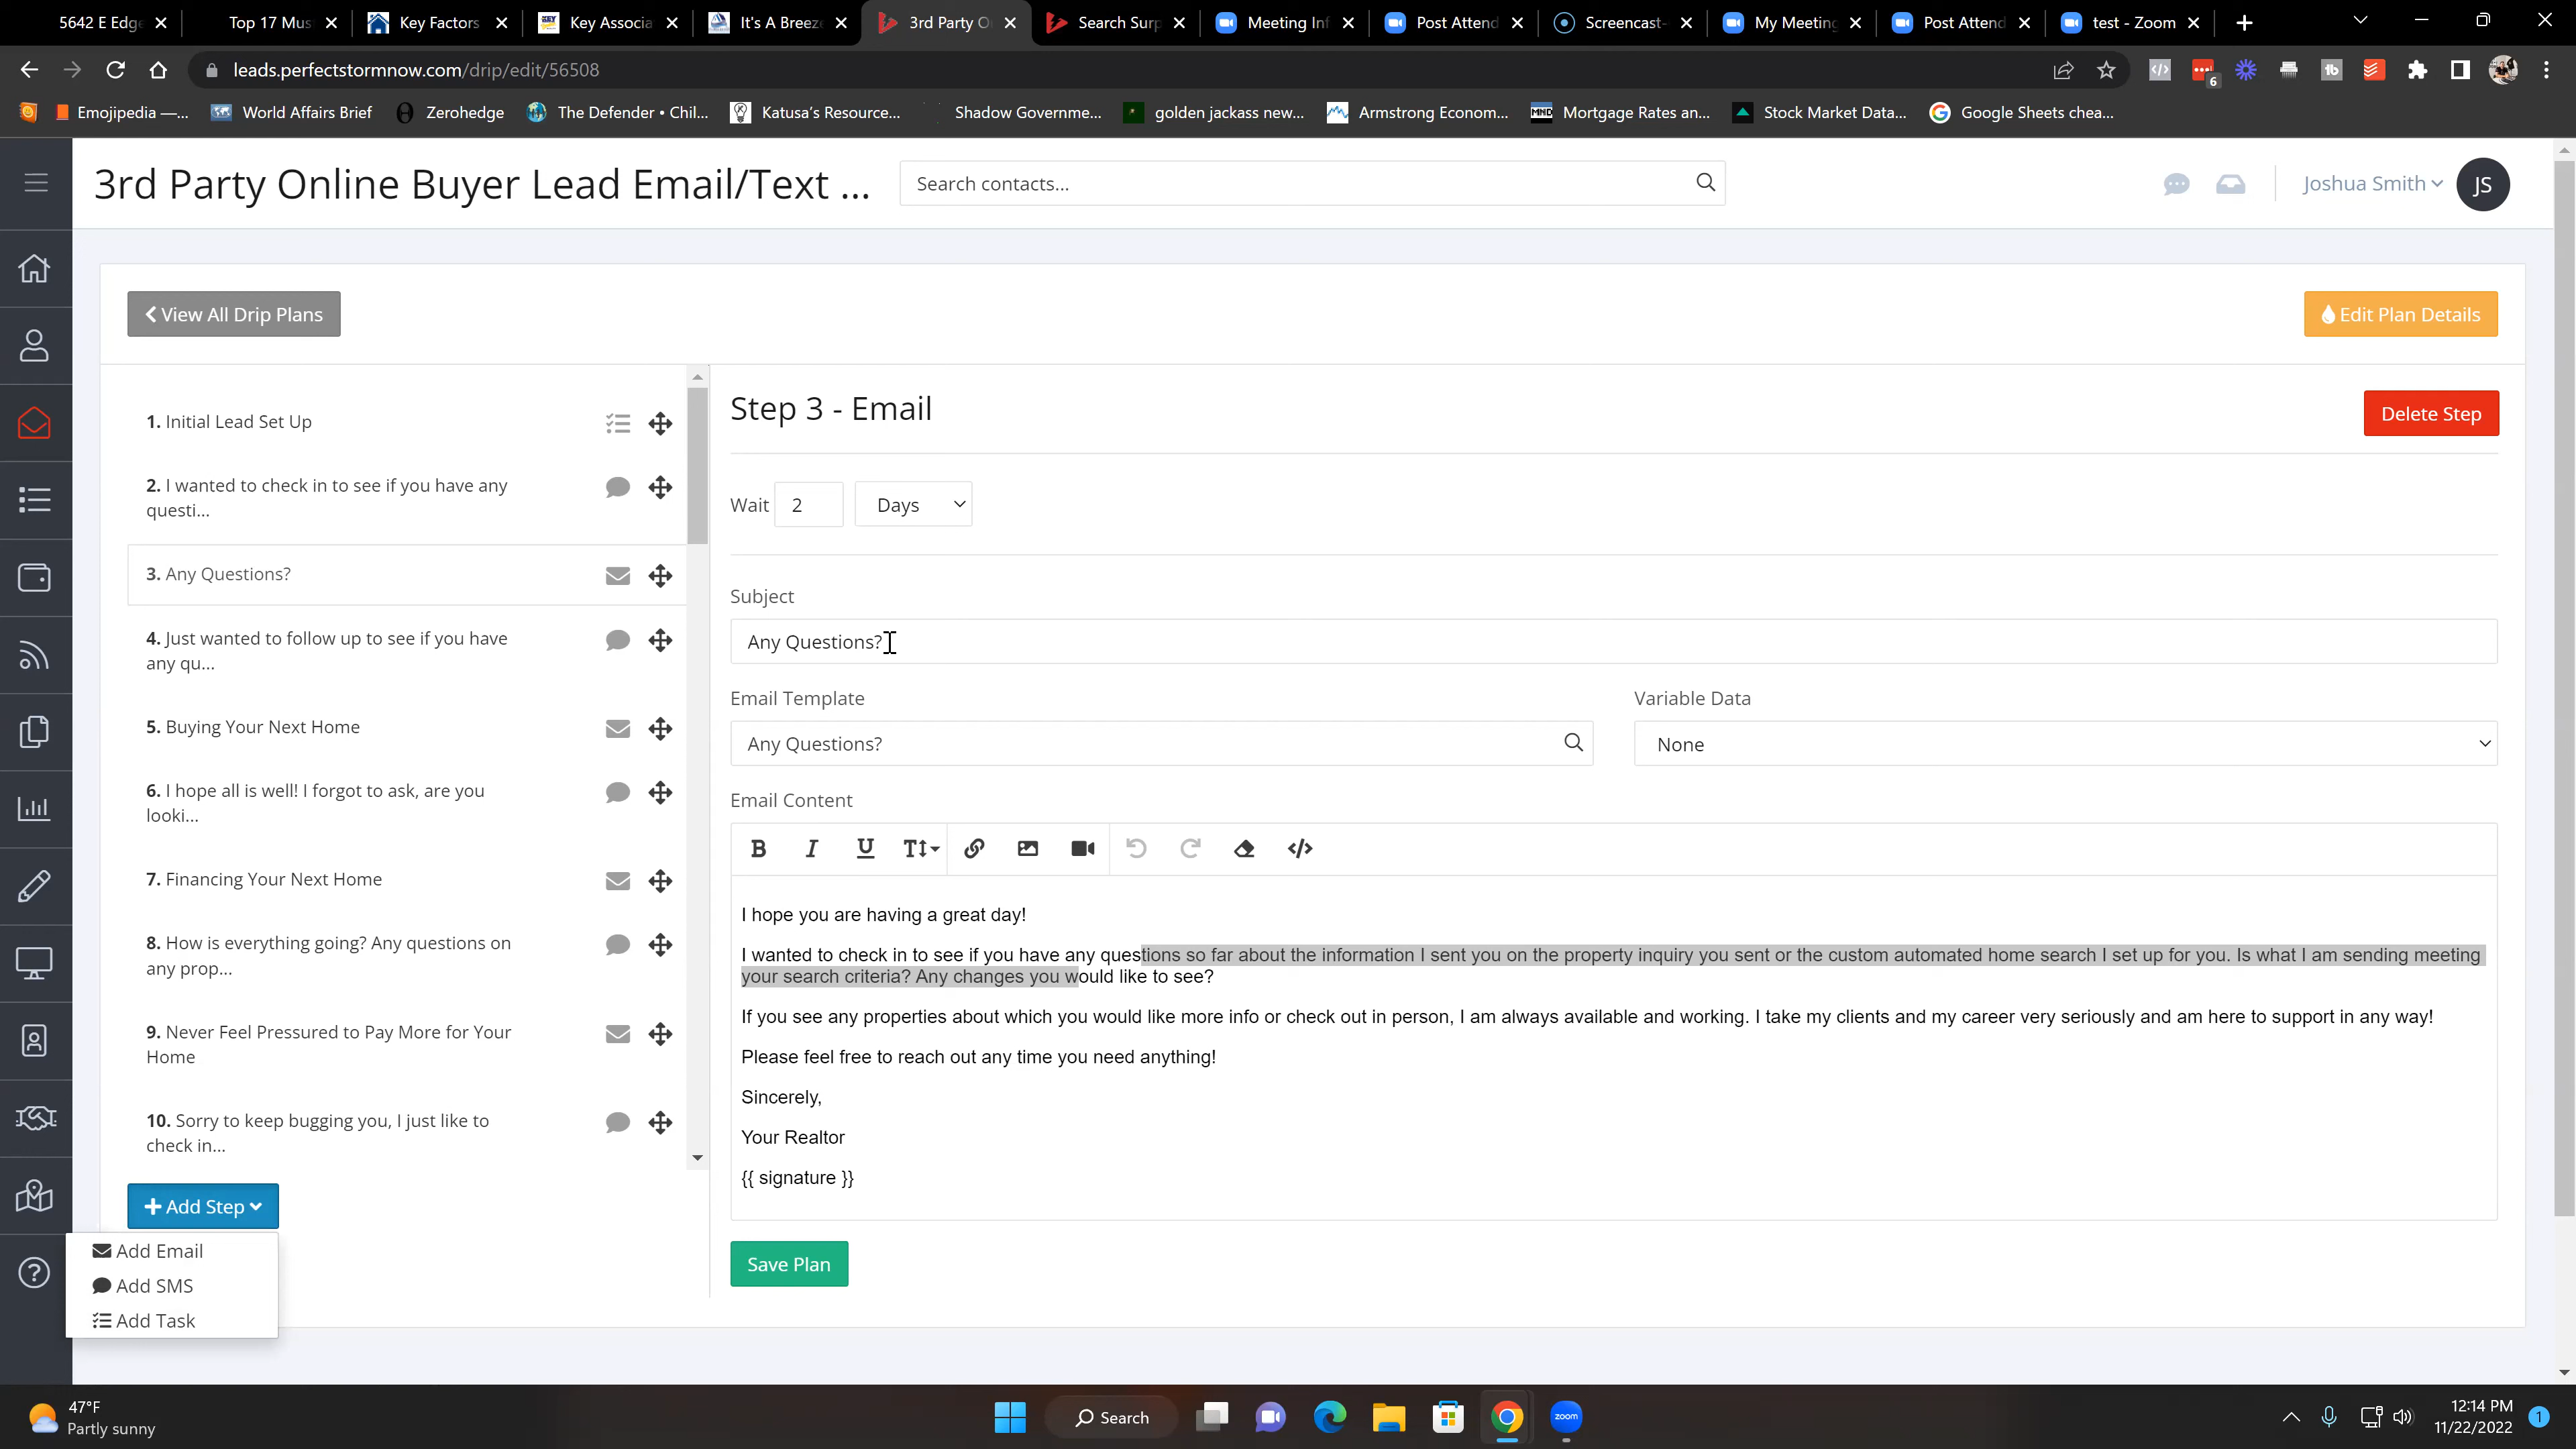 5642 E Edge
Top 17 Mus
Key Factors
Key Associa
It's A Breeze
3rd Party O
Search Surp
Meeting Inf
Post Attend
Screencast-
My Meeting
Post Attend
test - Zoom
leads.perfectstormnow.com/drip/edit/56508
6
Emojipedia —...
World Affairs Brief
Zerohedge
The Defender • Chil...
Katusa's Resource...
Shadow Governme...
golden jackass new...
Armstrong Econom...
MND
Mortgage Rates an...
Stock Market Data...
Google Sheets chea...
3rd Party Online Buyer Lead Email/Text ...
Search contacts...
Joshua Smith
JS
View All Drip Plans
Edit Plan Details
1. Initial Lead Set Up
2. I wanted to check in to see if you have any
questi...
3. Any Questions?
4. Just wanted to follow up to see if you have
any qu...
5. Buying Your Next Home
6. I hope all is well! I forgot to ask, are you
looki...
7. Financing Your Next Home
8. How is everything going? Any questions on
any prop...
9. Never Feel Pressured to Pay More for Your
Home
10. Sorry to keep bugging you, I just like to
check in...
Add Step
Add Email
Add SMS
Add Task
Step 3 - Email
Delete Step
Wait 2 Days
Subject
Any Questions?
Email Template
Variable Data
Any Questions?
None
Email Content
B I U T
I hope you are having a great day!
I wanted to check in to see if you have any questions so far about the information I sent you on the property inquiry you sent or the custom automated home search I set up for you. Is what I am sending meeting
your search criteria? Any changes you would like to see?
If you see any properties about which you would like more info or check out in person, I am always available and working. I take my clients and my career very seriously and am here to support in any way!
Please feel free to reach out any time you need anything!
Sincerely,
Your Realtor
{{ signature }}
Save Plan
47°F
Partly sunny
Search
zoom
12:14 PM
11/22/2022
1